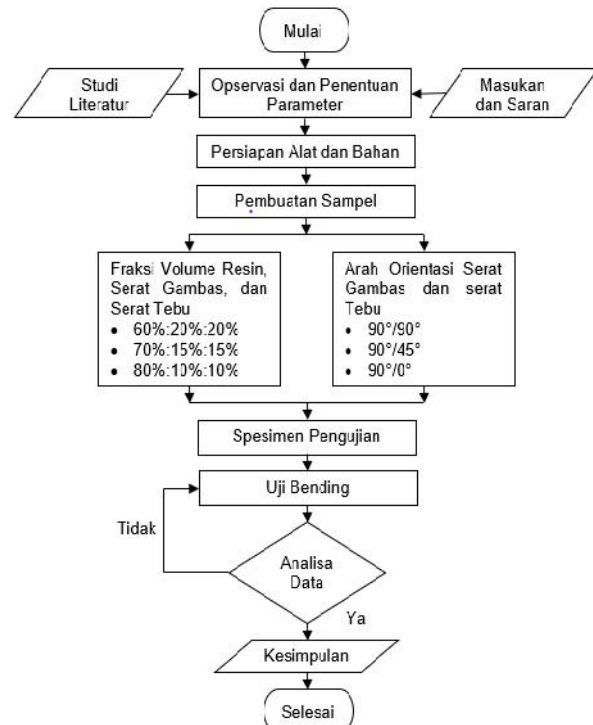 Mulai
Studi
Literatur
Opservasi dan Penentuan
Parameter
Masukan
dan Saran
Persiapan Alat dan Bahan
Pembuatan Sampel
Fraksi Volume Resin,
Serat Gambas, dan
Serat Tebu
• 60%:20%:20%
• 70%:15%:15%
• 80%:10%:10%
Arah Orientasi Serat
Gambas dan serat
Tebu
• 90°/90°
• 90°/45°
• 90°/0°
Spesimen Pengujian
Uji Bending
Tidak
Analisa
Data
Ya
Kesimpulan
Selesai